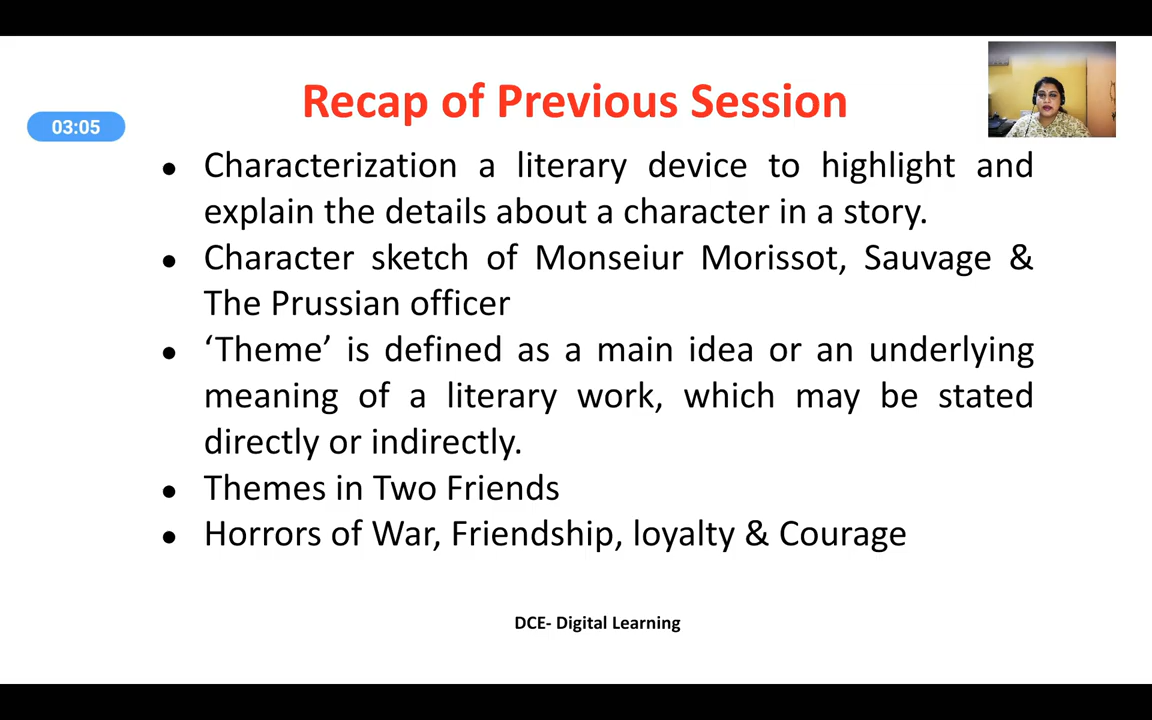 Recap of Previous Session
03:05
• Characterization a literary device to highlight and
explain the details about a character in a story.
• Character sketch of Monseiur Morissot, Sauvage &
The Prussian officer
• ‘Theme’ is defined as a main idea or an underlying
meaning of a literary work, which may be stated
directly or indirectly.
• Themes in Two Friends
• Horrors of War, Friendship, loyalty & Courage
DCE- Digital Learning